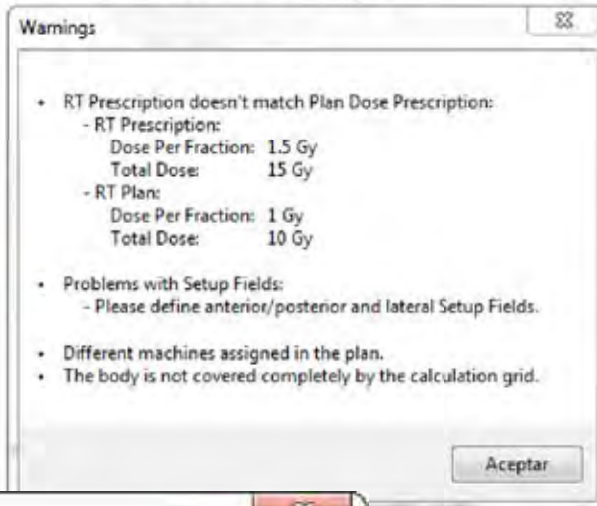 Warnings
• RT Prescription doesn't match Plan Dose Prescription:
- RT Prescription:
Dose Per Fraction: 1.5 Gy
Total Dose: 15 Gy
- RT Plan:
Dose Per Fraction: 1 Gy
Total Dose: 10 Gy
• Problems with Setup Fields:
- Please define anterior/posterior and lateral Setup Fields.
• Different machines assigned in the plan.
• The body is not covered completely by the calculation grid.
Aceptar